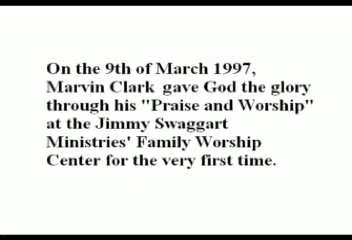 On the 9th of March 1997,
Marvin Clark gave God the glory
through his "Praise and Worship"
at the Jimmy Swaggart
Ministries' Family Worship
Center for the very first time.